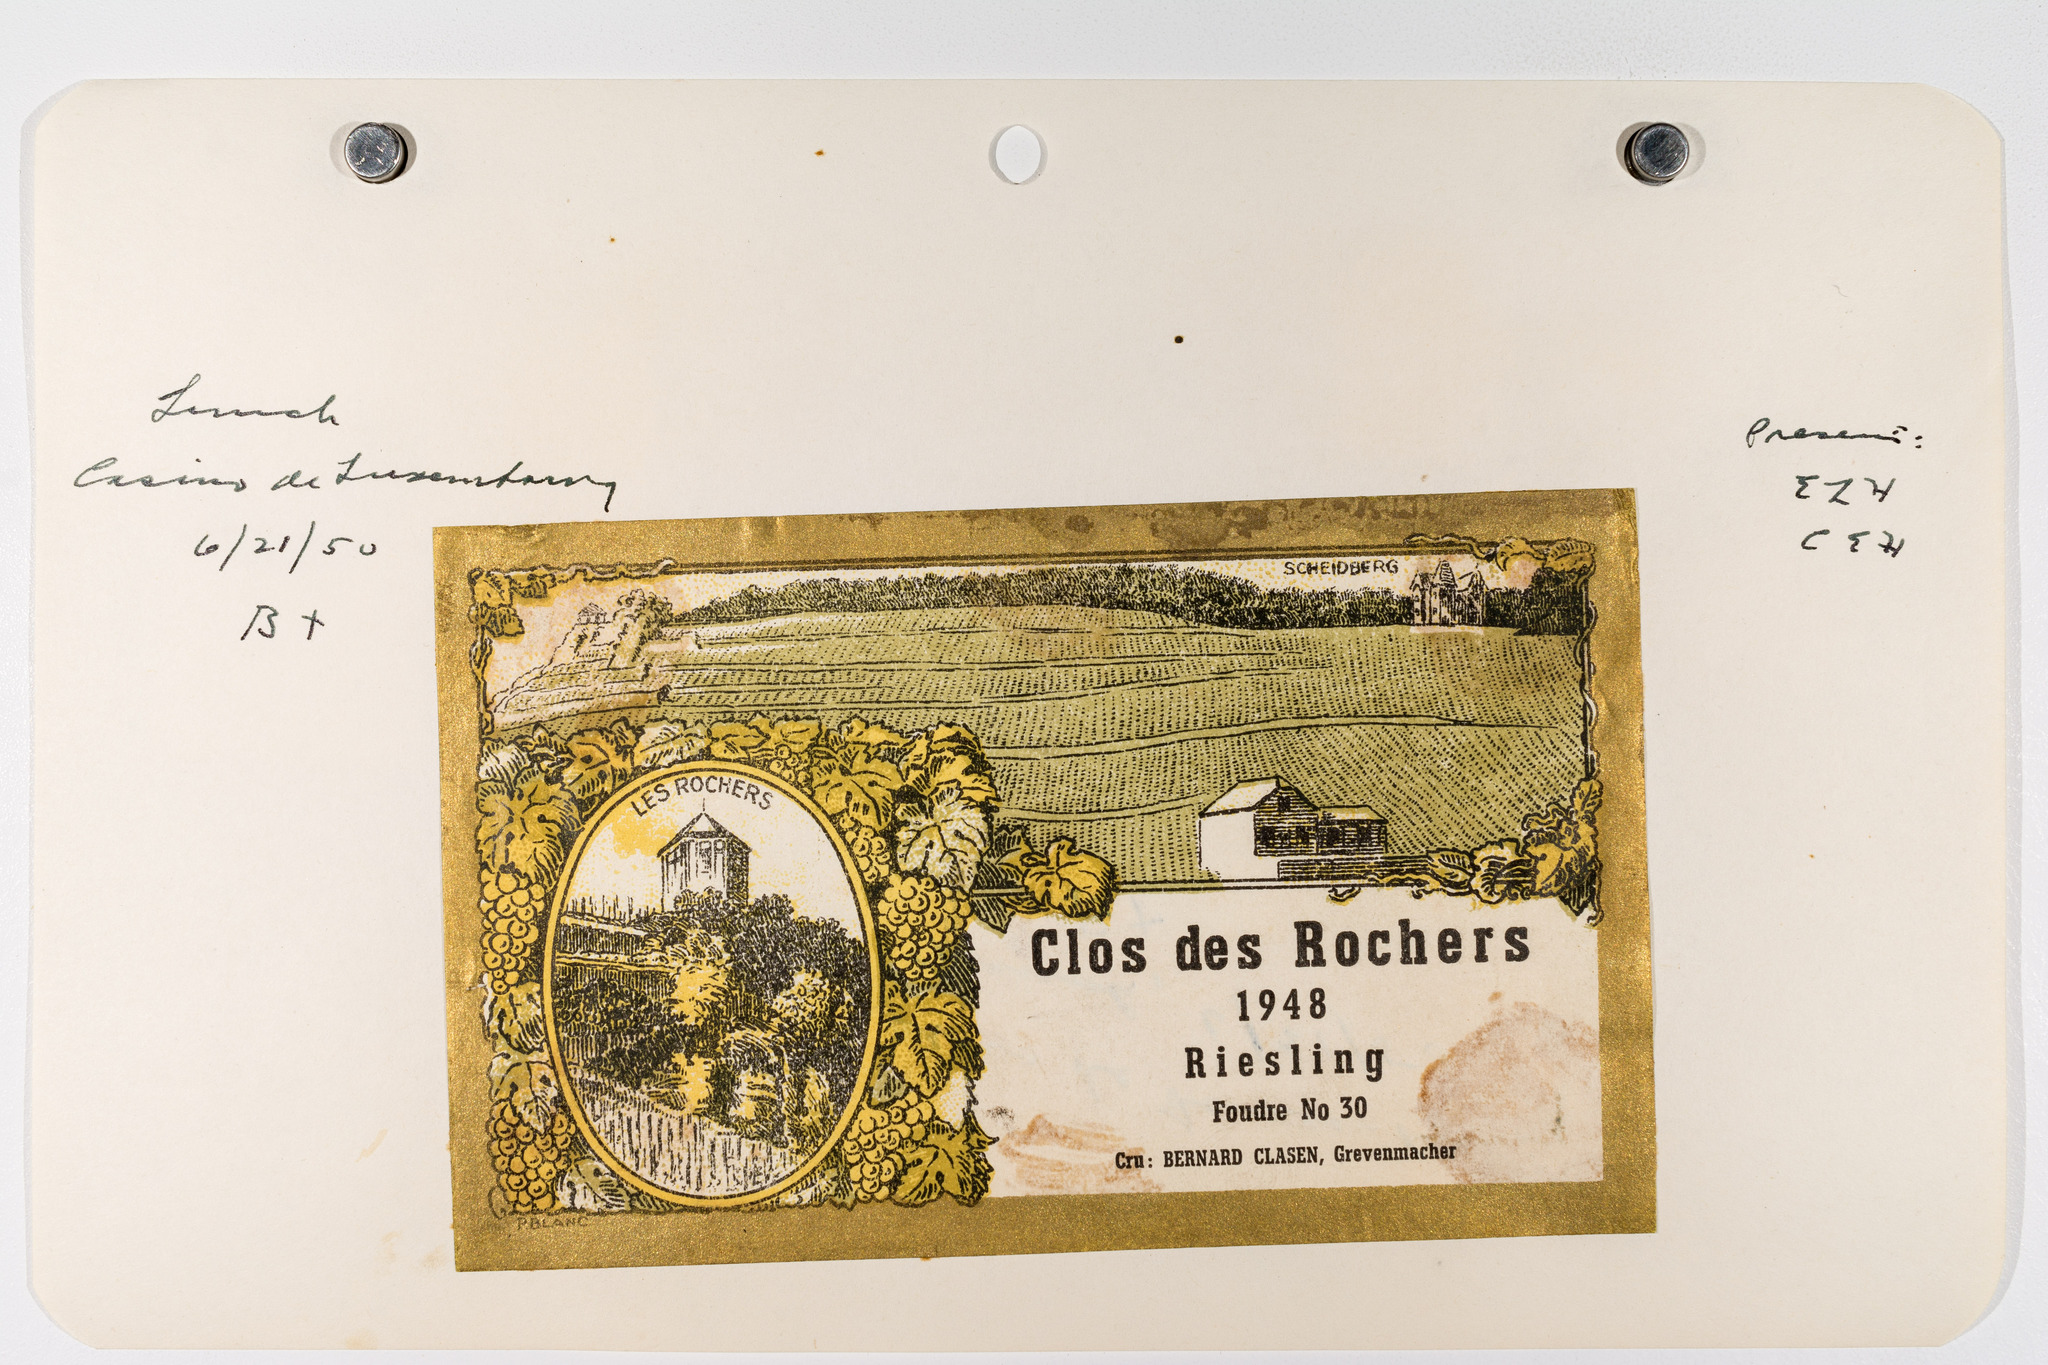 Lunch
Casino de Luxembourg
6/21/50
B+
Present:
EZH
CEH
SCHEIDBERG
LES ROCHERS
Clos des Rochers
1948
Riesling
Foudre No 30
Cru: BERNARD CLASEN, Grevenmacher
P.BLANC